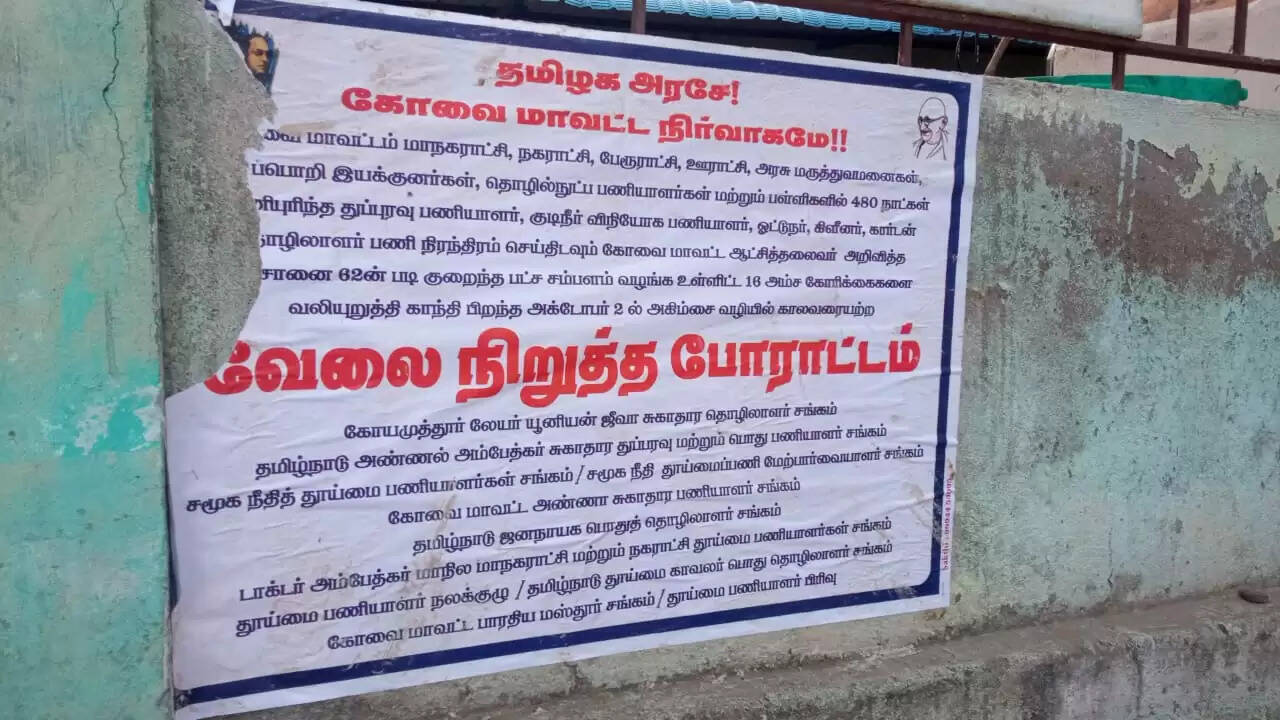 தமிழக அரசே!
கோவை மாவட்ட நிர்வாகமே!!
வை மாவட்டம் மாநகராட்சி, நகராட்சி, பேரூராட்சி, ஊராட்சி, அரசு மருத்துவமனைகள்,
ப்பொறி இயக்குனர்கள், தொழில்நுட்ப பணியாளர்கள் மற்றும் பள்ளிகளில் 480 நாட்கள்
ணிபுரிந்த துப்புரவு பணியாளர், குடிநீர் விநியோக பணியாளர், ஓட்டுநர், கிளீனர், கார்டன்
தாழிலாளர் பணி நிரந்திரம் செய்திடவும் கோவை மாவட்ட ஆட்சித்தலைவர் அறிவித்த
சானை 62ன் படி குறைந்த பட்ச சம்பளம் வழங்க உள்ளிட்ட 16 அம்ச கோரிக்கைகளை
வலியுறுத்தி காந்தி பிறந்த அக்டோபர் 2 ல் அகிம்சை வழியில் காலவரையற்ற
வேலை நிறுத்த போராட்டம்
கோயமுத்தூர் லேபர் யூனியன் ஜீவா சுகாதார தொழிலாளர் சங்கம்
தமிழ்நாடு அண்ணல் அம்பேத்கர் சுகாதார துப்புரவு மற்றும் பொது பணியாளர் சங்கம்
சமூக நீதித் தூய்மை பணியாளர்கள் சங்கம் / சமூக நீதி தூய்மைப்பணி மேற்பார்வையாளர் சங்கம்
கோவை மாவட்ட அண்ணா சுகாதார பணியாளர் சங்கம்
தமிழ்நாடு ஜனநாயக பொதுத் தொழிலாளர் சங்கம்
டாக்டர் அம்பேத்கர் மாநில மாநகராட்சி மற்றும் நகராட்சி தூய்மை பணியாளர்கள் சங்கம்
தூய்மை பணியாளர் நலக்குழு / தமிழ்நாடு தூய்மை காவலர் பொது தொழிலாளர் சங்கம்
கோவை மாவட்ட பாரதிய மஸ்தூர் சங்கம் / தூய்மை பணியாளர் பிரிவு